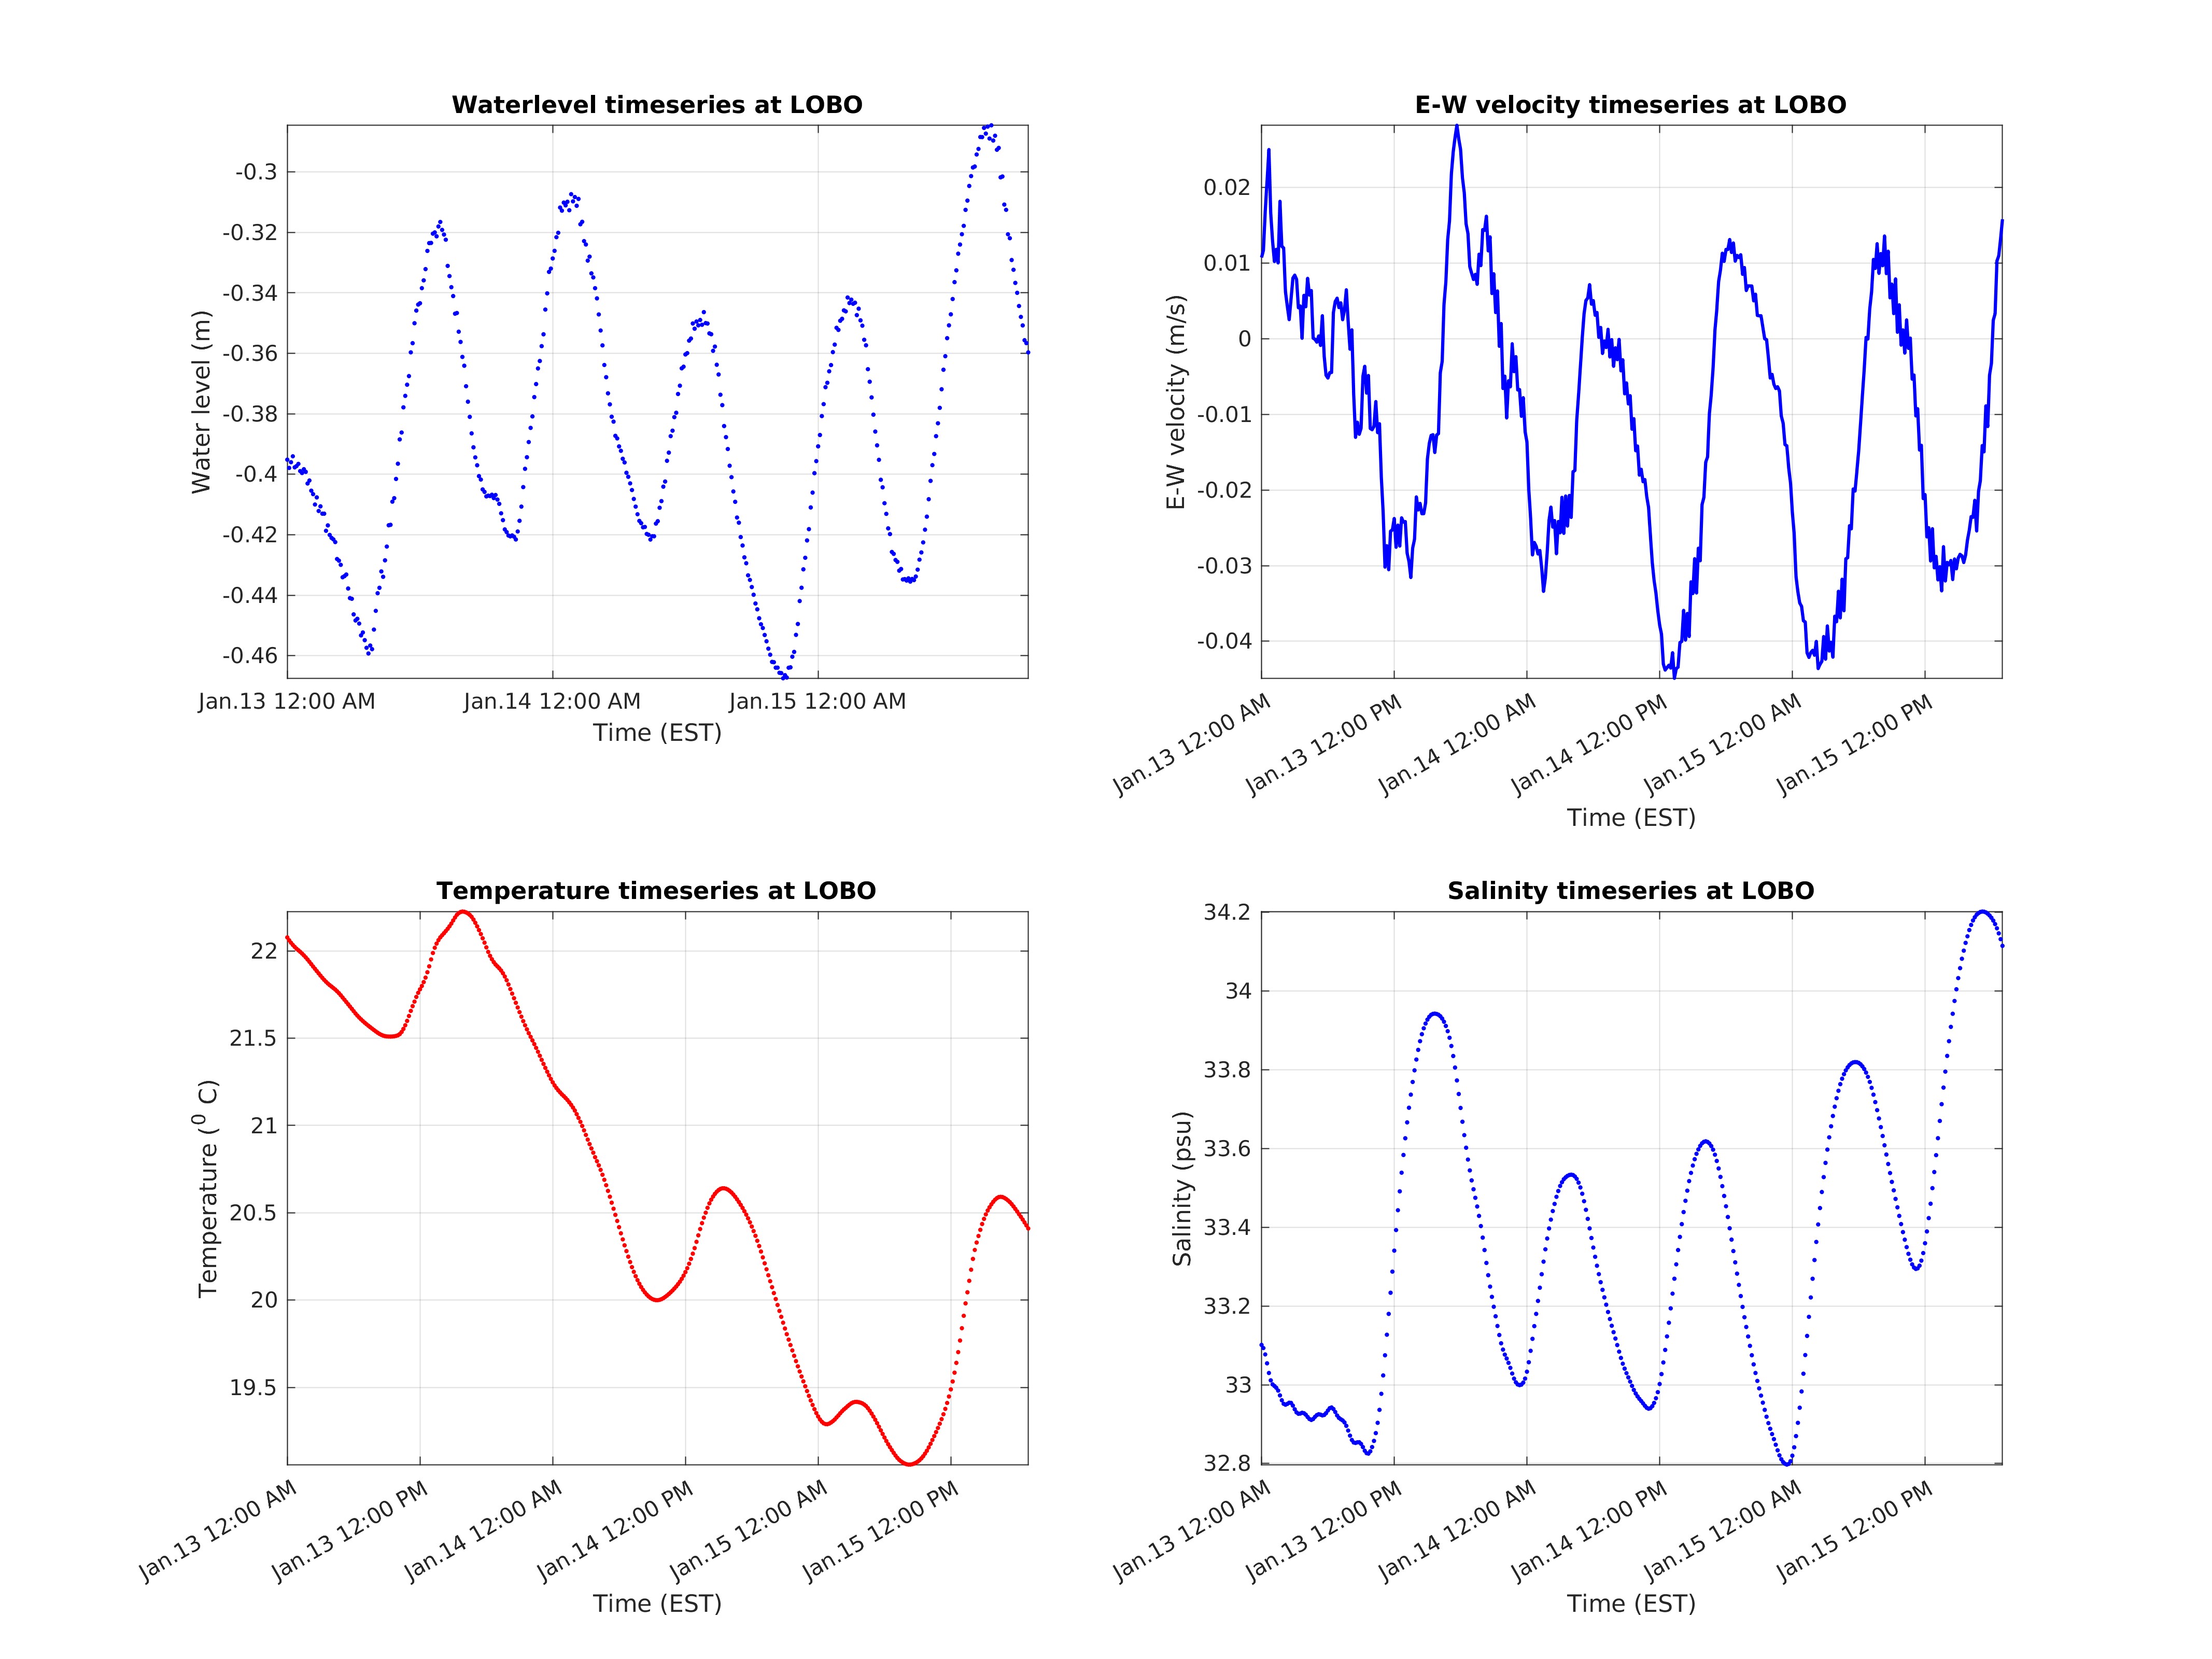 Waterlevel timeseries at LOBO
-0.3
-0.32
-0.34
-0.36
-0.38
-0.4
-0.42
-0.44
-0.46
Water level (m)
Jan.13 12:00 AM
Jan.14 12:00 AM
Jan.15 12:00 AM
Time (EST)
E-W velocity timeseries at LOBO
0.02
0.01
0
-0.01
-0.02
-0.03
-0.04
E-W velocity (m/s)
Jan.13 12:00 AM
Jan.13 12:00 PM
Jan.14 12:00 AM
Jan.14 12:00 PM
Jan.15 12:00 AM
Jan.15 12:00 PM
Time (EST)
Temperature timeseries at LOBO
22
21.5
21
20.5
20
19.5
Temperature (⁰ C)
Jan.13 12:00 AM
Jan.13 12:00 PM
Jan.14 12:00 AM
Jan.14 12:00 PM
Jan.15 12:00 AM
Jan.15 12:00 PM
Time (EST)
Salinity timeseries at LOBO
34.2
34
33.8
33.6
33.4
33.2
33
32.8
Salinity (psu)
Jan.13 12:00 AM
Jan.13 12:00 PM
Jan.14 12:00 AM
Jan.14 12:00 PM
Jan.15 12:00 AM
Jan.15 12:00 PM
Time (EST)